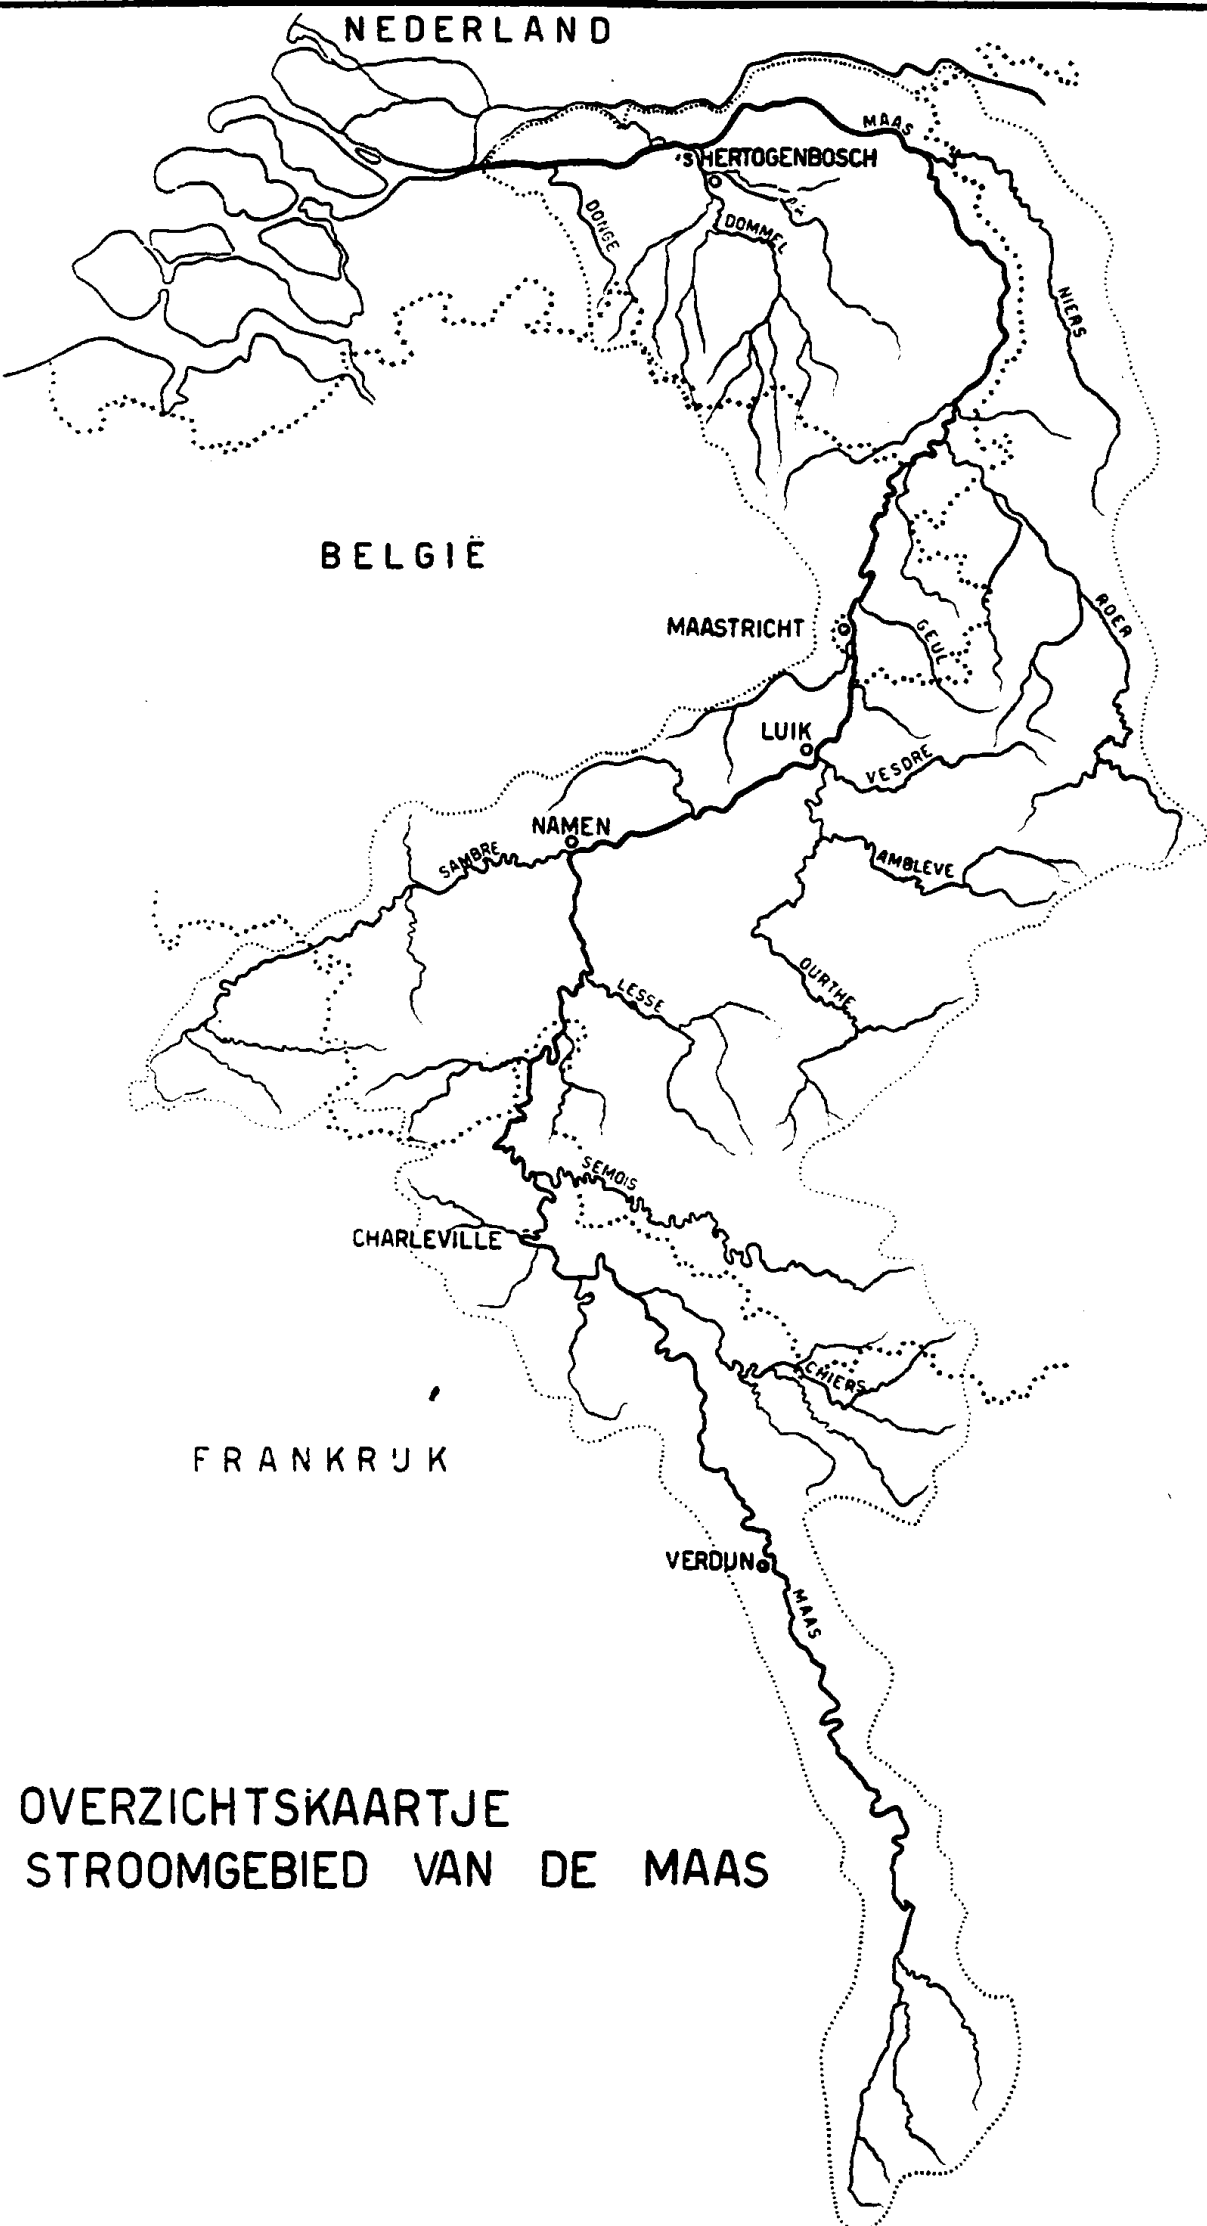 NEDERLAND
MAAS
'S HERTOGENBOSCH
DONGE
DOMMEL
AA
NIERS
BELGIË
MAASTRICHT
GEUL
ROER
LUIK
VESDRE
NAMEN
SAMBRE
AMBLEVE
OURTHE
LESSE
SEMOIS
CHARLEVILLE
CHIERS
FRANKRIJK
VERDUN
MAAS
OVERZICHTSKAARTJE
STROOMGEBIED VAN DE MAAS